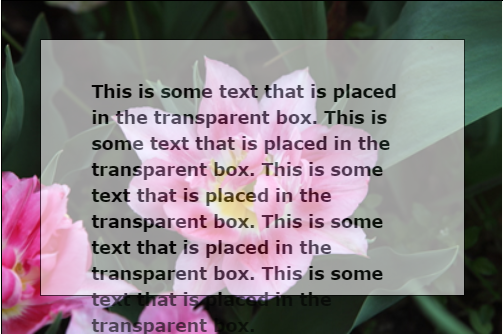 This is some text that is placed
in the transparent box. This is
some text that is placed in the
transparent box. This is some
text that is placed in the
transparent box. This is some
text that is placed in the
transparent box. This is some
text that is placed in the
transparent box.